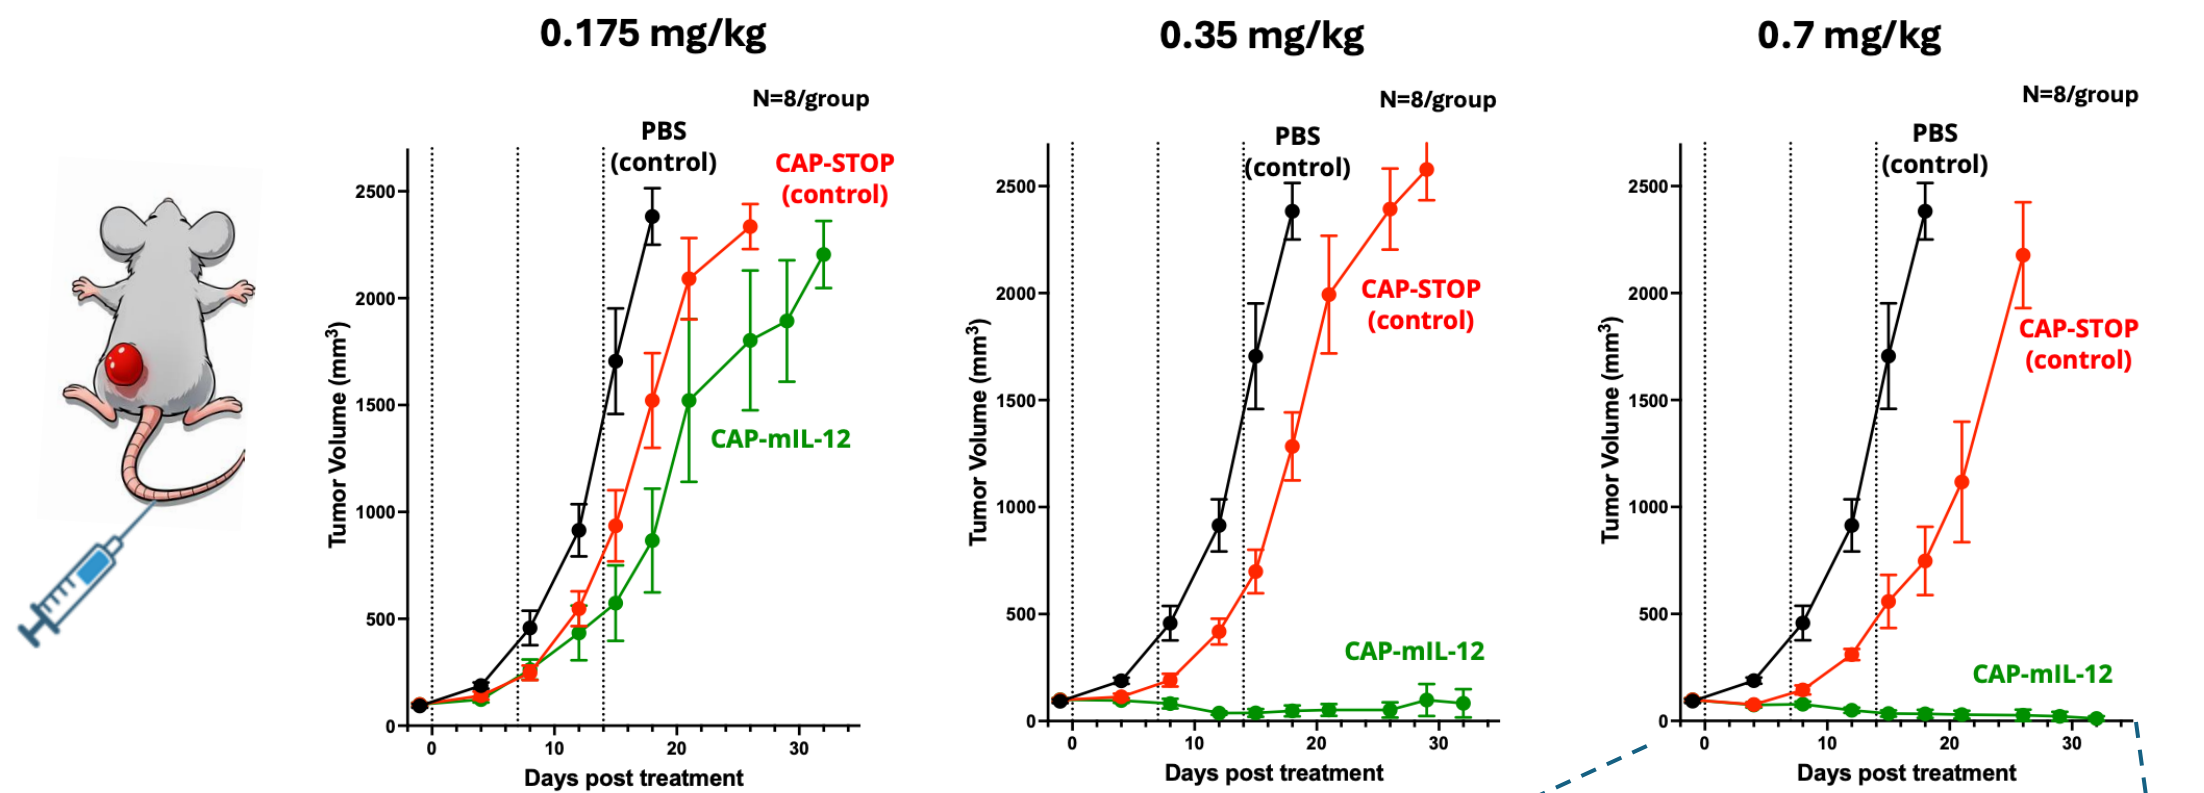 0.175 mg/kg
N=8/group
PBS
(control)
CAP-STOP
(control)
CAP-mIL-12
Tumor Volume (mm³)
2500
2000
1500
1000
500
0
0 10 20 30
Days post treatment
0.35 mg/kg
N=8/group
PBS
(control)
CAP-STOP
(control)
CAP-mIL-12
Tumor Volume (mm³)
2500
2000
1500
1000
500
0
0 10 20 30
Days post treatment
0.7 mg/kg
N=8/group
PBS
(control)
CAP-STOP
(control)
CAP-mIL-12
Tumor Volume (mm³)
2500
2000
1500
1000
500
0
0 10 20 30
Days post treatment